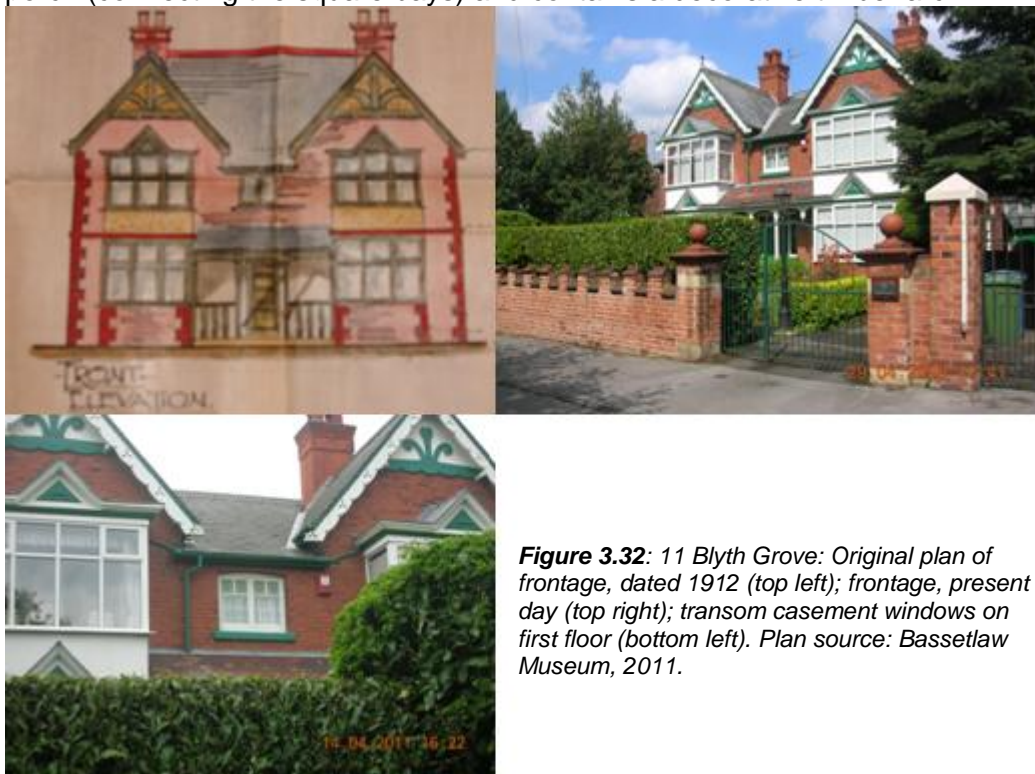 FRONT
ELEVATION.
14-04-2011 16:22
Figure 3.32: 11 Blyth Grove: Original plan of
frontage, dated 1912 (top left); frontage, present
day (top right); transom casement windows on
first floor (bottom left). Plan source: Bassetlaw
Museum, 2011.